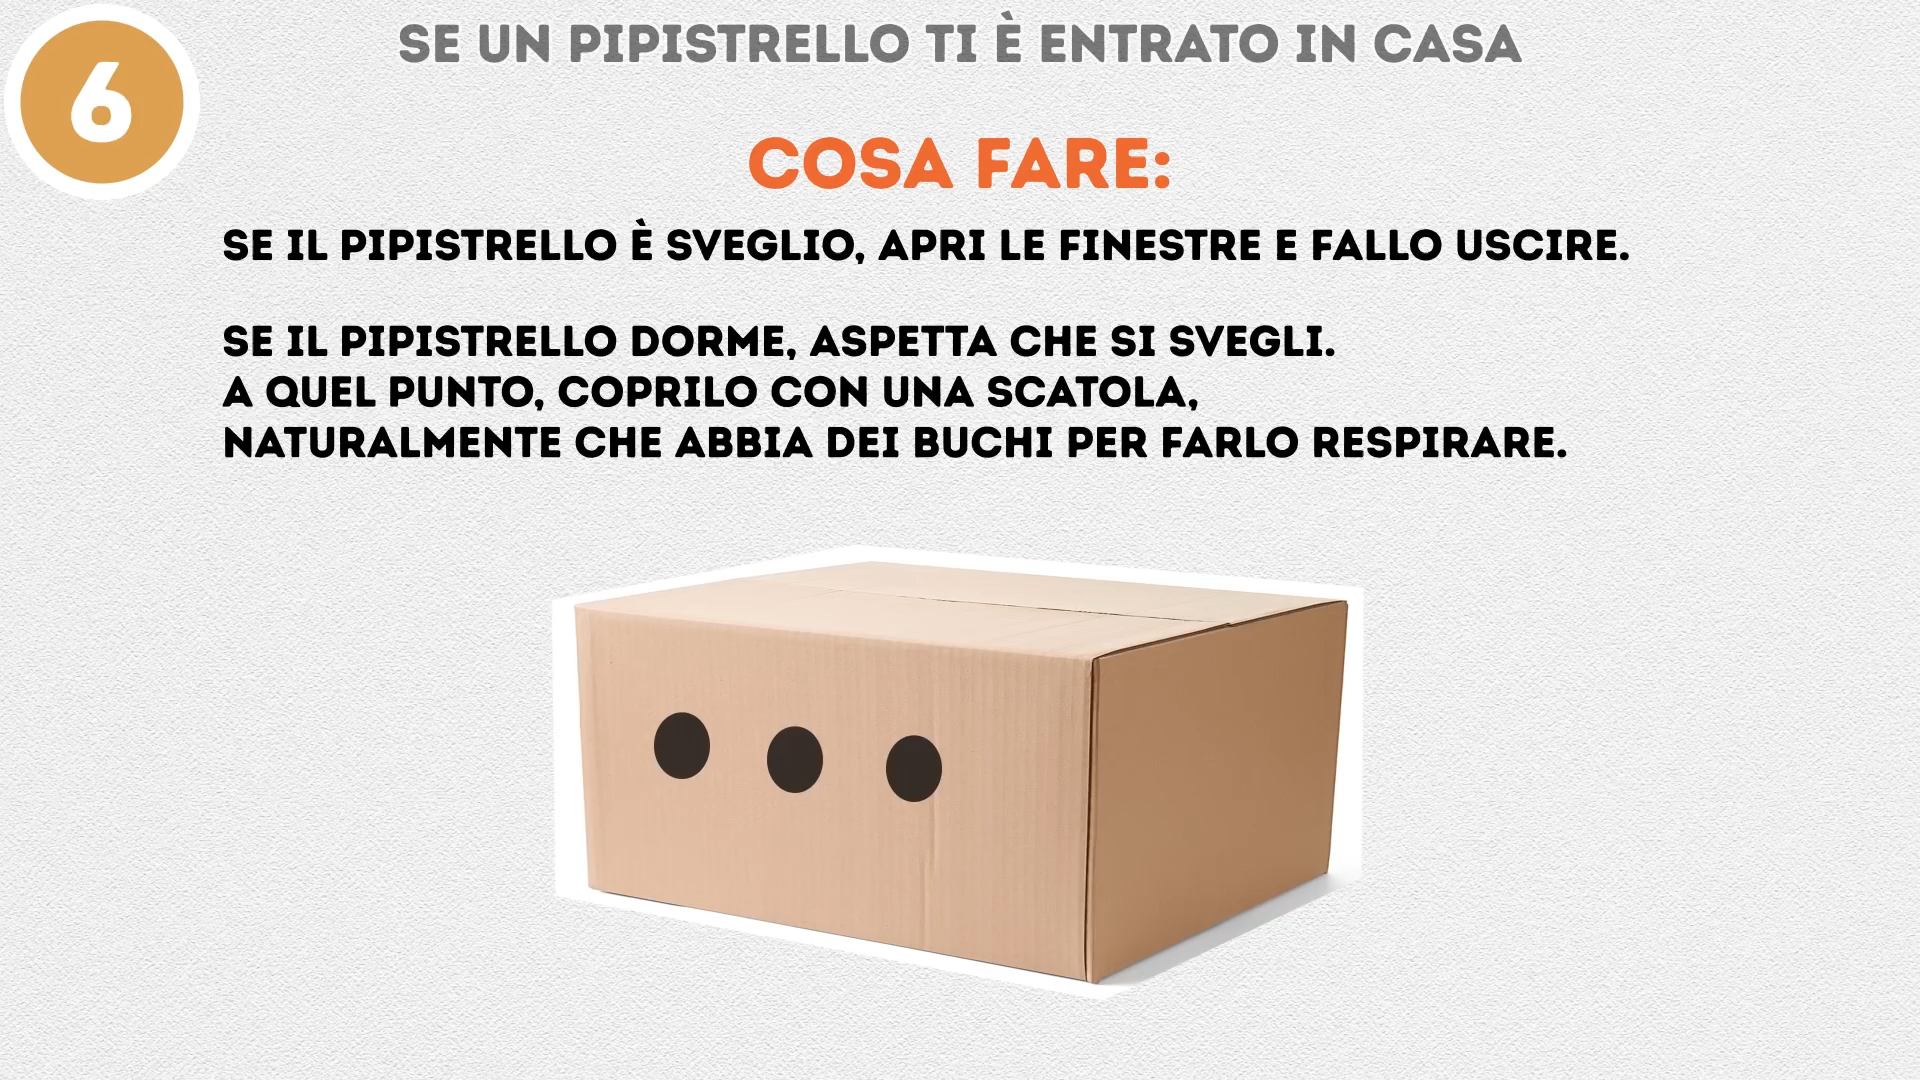 6
SE UN PIPISTRELLO TI È ENTRATO IN CASA
COSA FARE:
SE IL PIPISTRELLO È SVEGLIO, APRI LE FINESTRE E FALLO USCIRE.
SE IL PIPISTRELLO DORME, ASPETTA CHE SI SVEGLI.
A QUEL PUNTO, COPRILO CON UNA SCATOLA,
NATURALMENTE CHE ABBIA DEI BUCHI PER FARLO RESPIRARE.